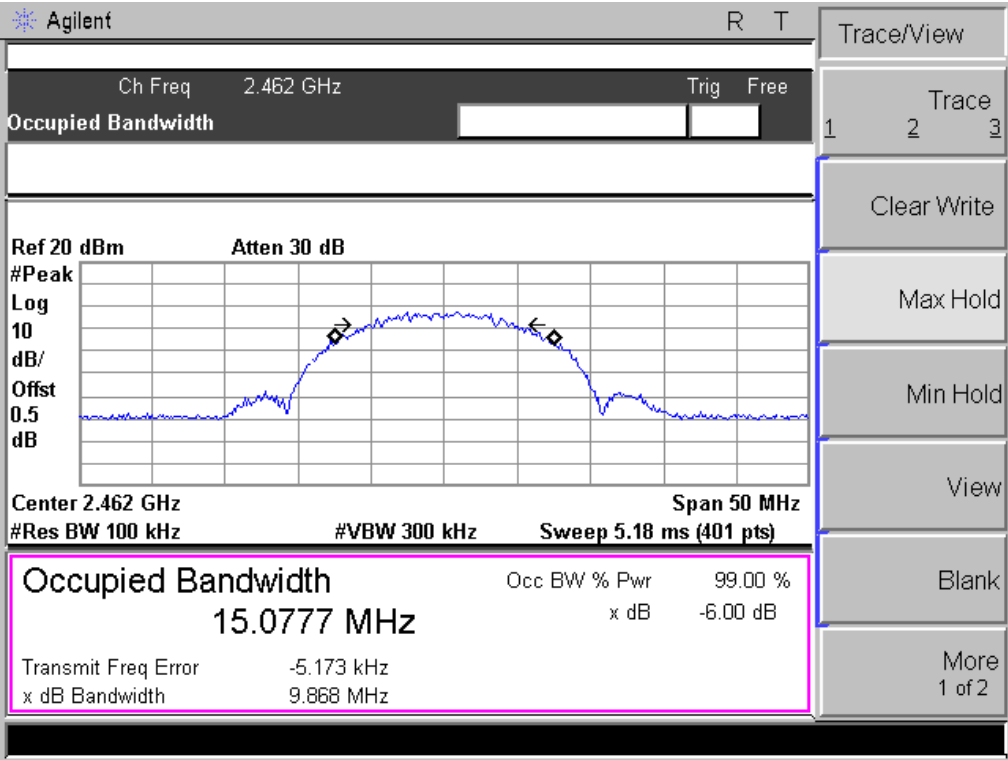 Agilent R T
Ch Freq 2.462 GHz Trig Free
Occupied Bandwidth
Ref 20 dBm Atten 30 dB
#Peak
Log
10
dB/
Offst
0.5
dB
Center 2.462 GHz Span 50 MHz
#Res BW 100 kHz #VBW 300 kHz Sweep 5.18 ms (401 pts)
Occupied Bandwidth Occ BW % Pwr 99.00 %
15.0777 MHz x dB -6.00 dB
Transmit Freq Error -5.173 kHz
x dB Bandwidth 9.868 MHz
Trace/View
Trace
1 2 3
Clear Write
Max Hold
Min Hold
View
Blank
More
1 of 2